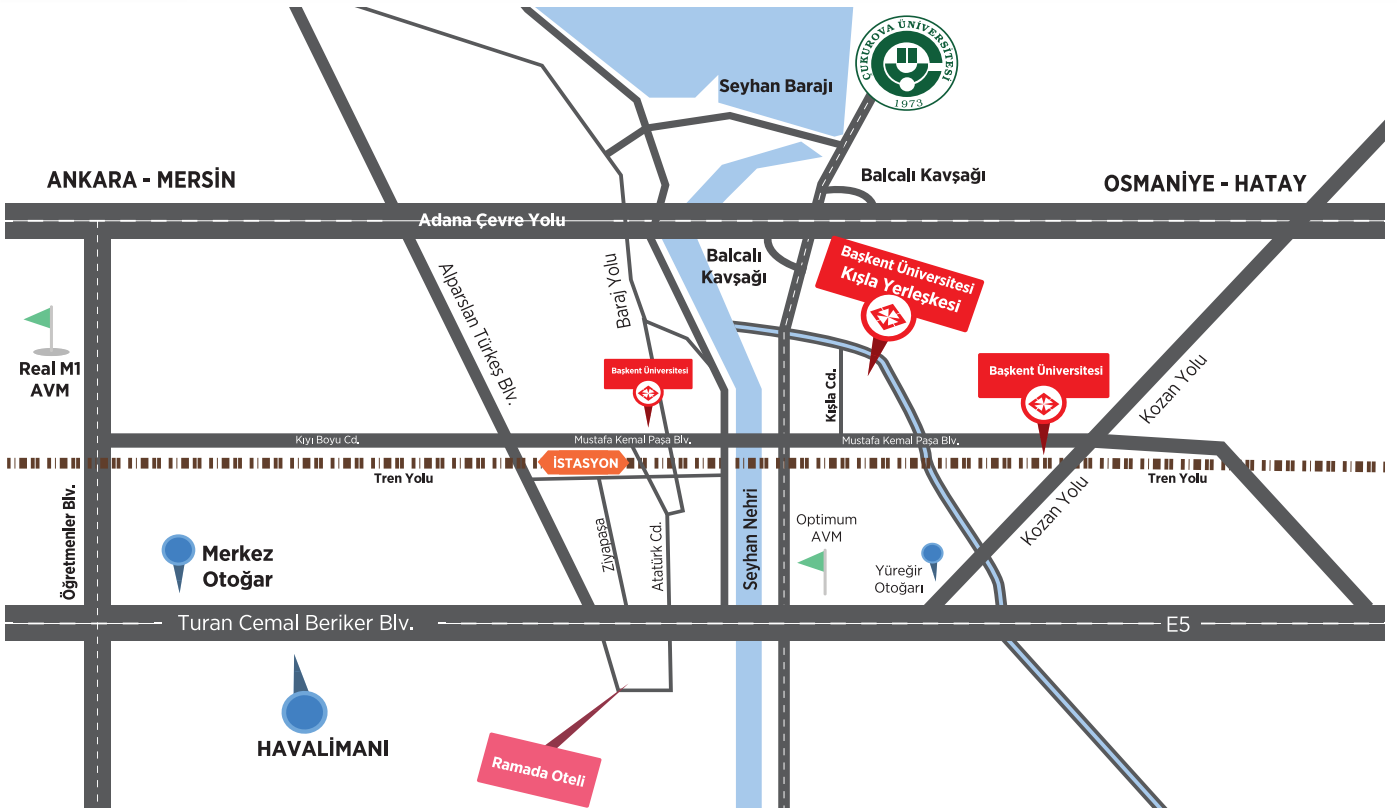 ÇUKUROVA ÜNİVERSİTESİ
1973
Seyhan Barajı
ANKARA - MERSİN
Balcalı Kavşağı
OSMANİYE - HATAY
Adana Çevre Yolu
Balcalı
Kavşağı
Başkent Üniversitesi
Kışla Yerleşkesi
Alparslan Türkeş Blv.
Baraj Yolu
Real M1
AVM
Başkent Üniversitesi
Başkent Üniversitesi
Kışla Cd.
Kozan Yolu
Kıyı Boyu Cd.
Mustafa Kemal Paşa Blv.
Mustafa Kemal Paşa Blv.
İSTASYON
Tren Yolu
Tren Yolu
Öğretmenler Blv.
Merkez
Otoğar
Ziyapaşa
Atatürk Cd.
Seyhan Nehri
Optimum
AVM
Yüreğir
Otoğarı
Kozan Yolu
Turan Cemal Beriker Blv.
E5
HAVALİMANI
Ramada Oteli